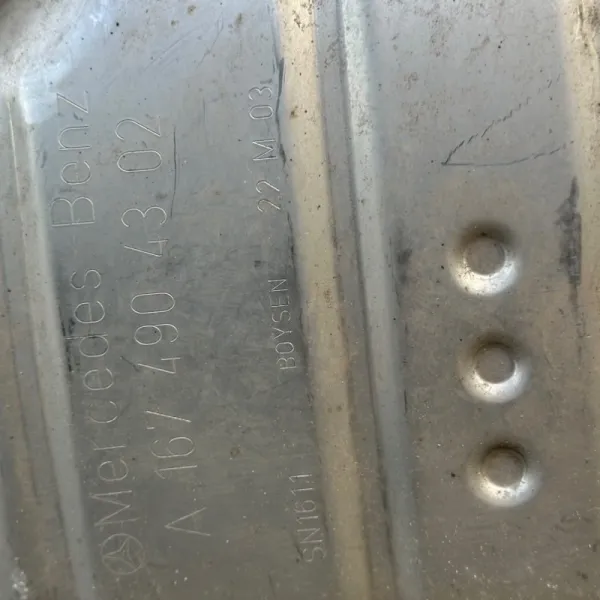 Mercedes Benz
A 167 490 43 02
SN1611 BOYSEN 22 M 03